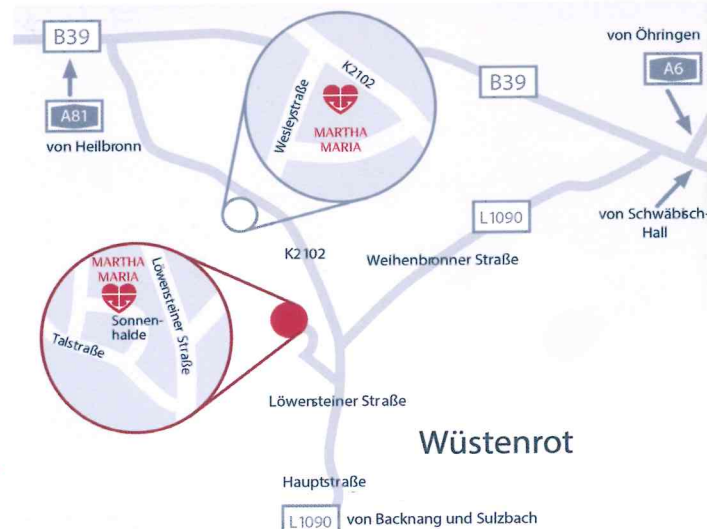 B39
A81
von Heilbronn
K2102
Wesleystraße
MARTHA
MARIA
B39
von Öhringen
A6
von Schwäbisch-
Hall
L1090
Weihenbronner Straße
K2102
MARTHA
MARIA
Sonnen-
halde
Löwensteiner Straße
Talstraße
Löwensteiner Straße
Wüstenrot
Hauptstraße
L1090 von Backnang und Sulzbach